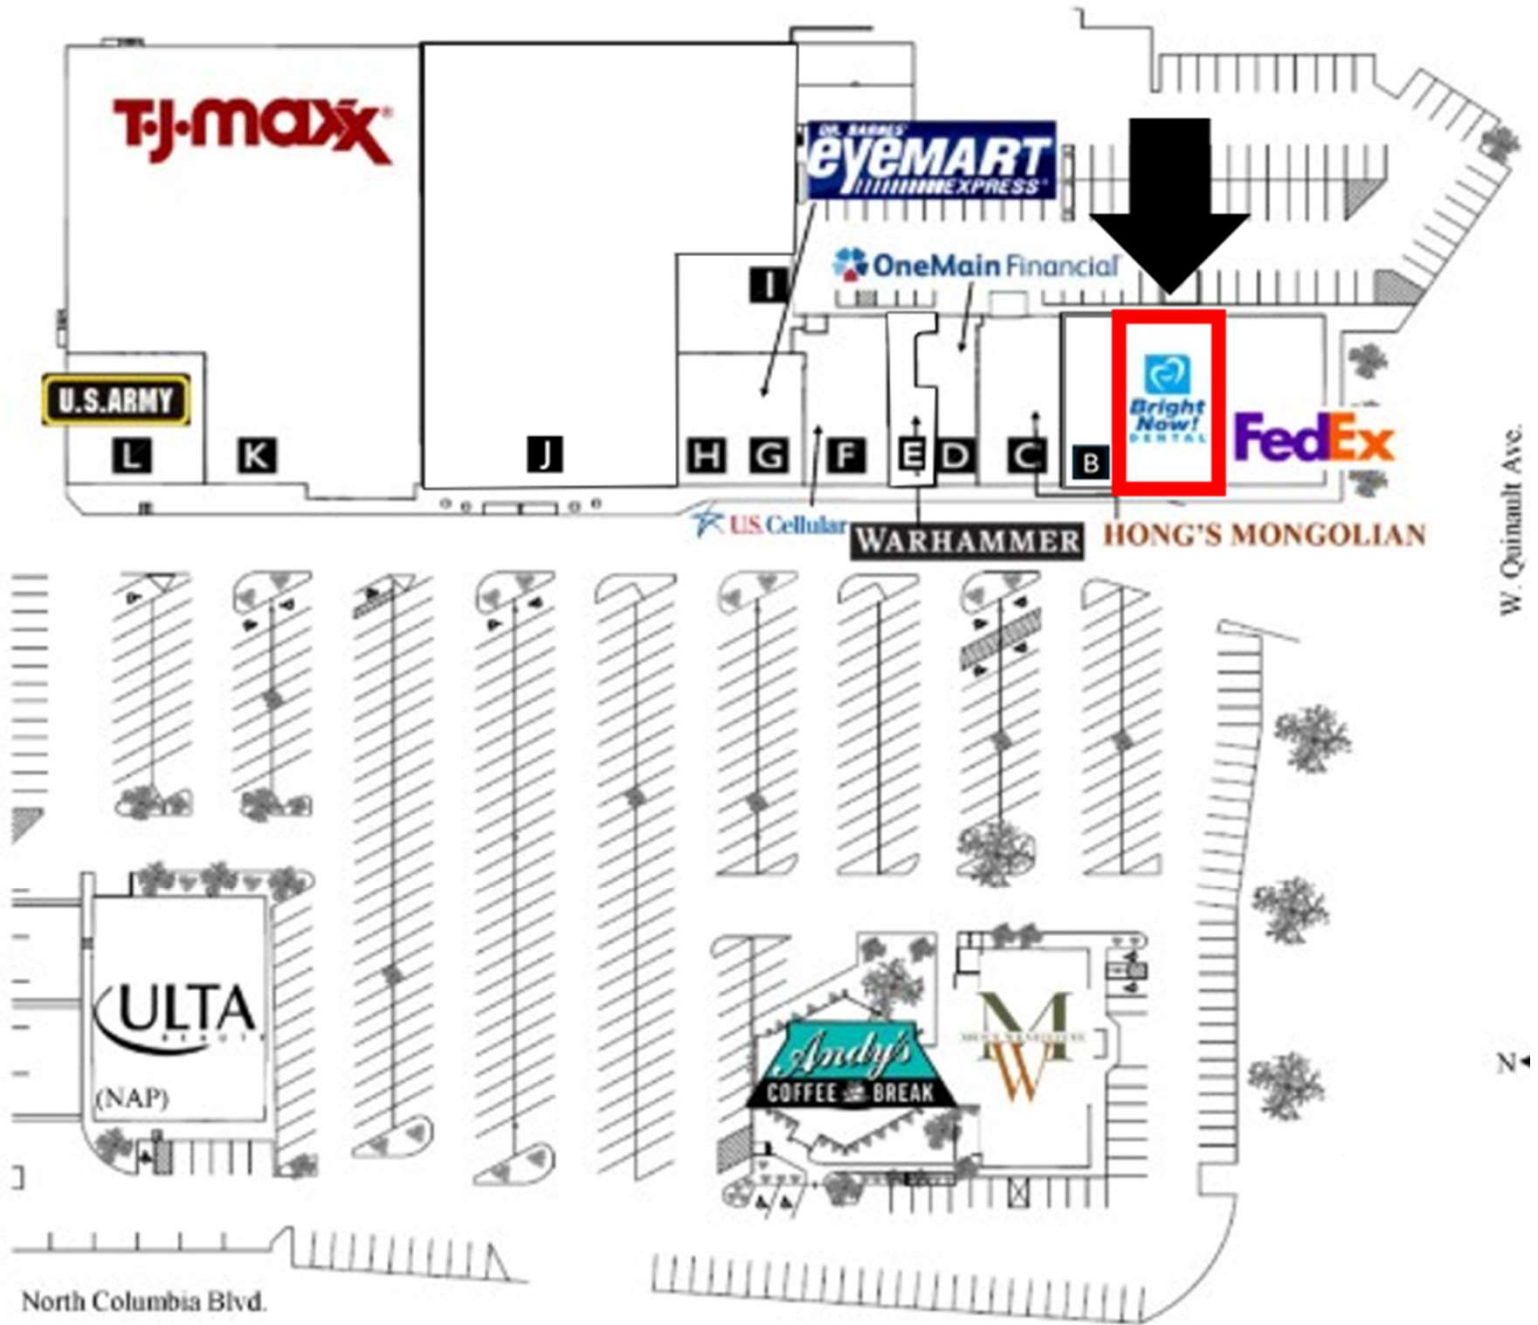 T·J·maxx®
DR. BARNES'
eyeMART
EXPRESS
OneMain Financial
I
U.S.ARMY
Bright
Now!
DENTAL
FedEx
L
K
J
H
G
F
E
D
C
B
U.S. Cellular
WARHAMMER
HONG'S MONGOLIAN
W. Quinault Ave.
ULTA
BEAUTY
(NAP)
Andy's
COFFEE
BREAK
M
W
N
North Columbia Blvd.